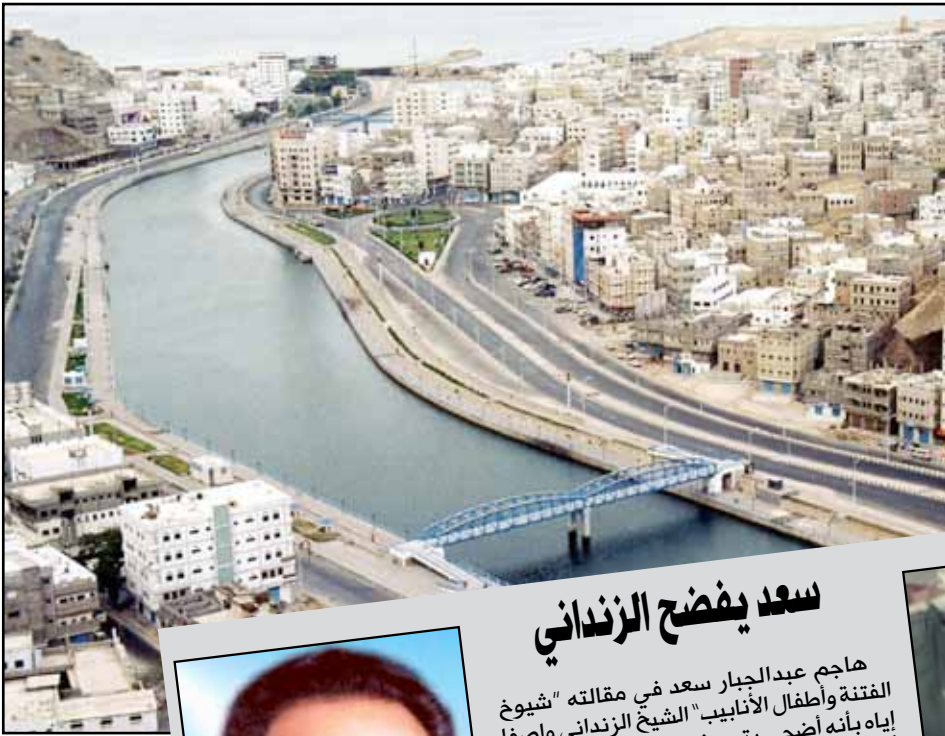 سعد يفضح الزنداني
هاجم عبدالجبار سعد في مقالته "شيوخ
الفتنة وأطفال الأنابيب" الشيخ الزنداني واصفا
إياه بأنه أضحى